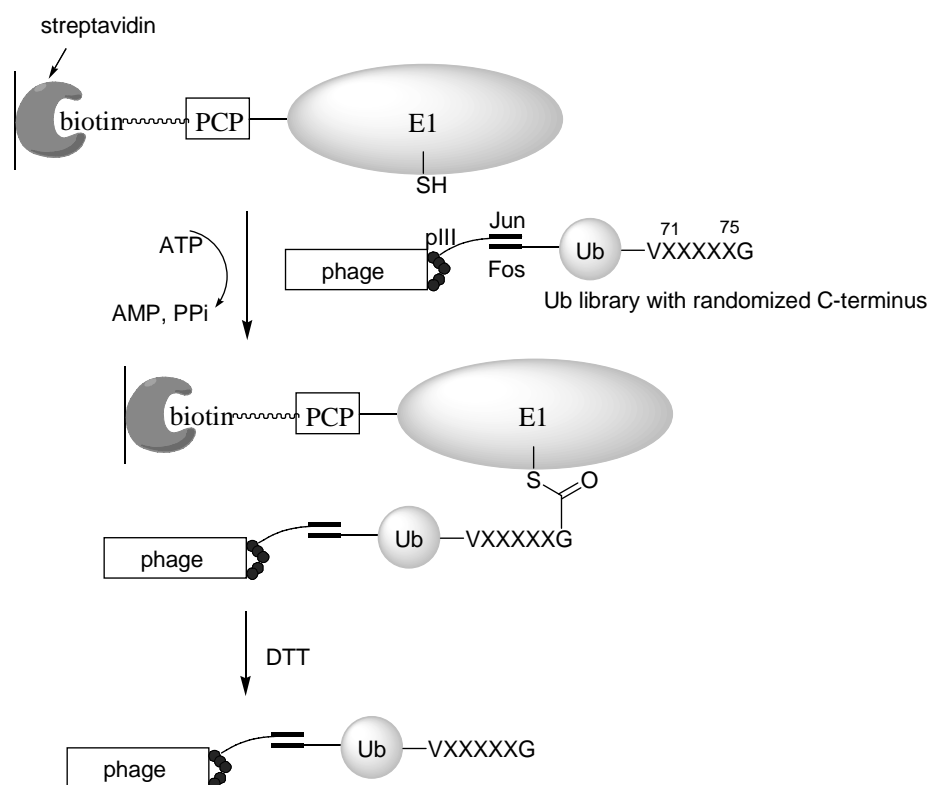 streptavidin
biotin
PCP
E1
SH
ATP
AMP, PPi
phage
pIII
Jun
Fos
Ub
71 75
VXXXXXG
Ub library with randomized C-terminus
biotin
PCP
E1
S
O
phage
Ub
VXXXXXG
DTT
phage
Ub
VXXXXXG